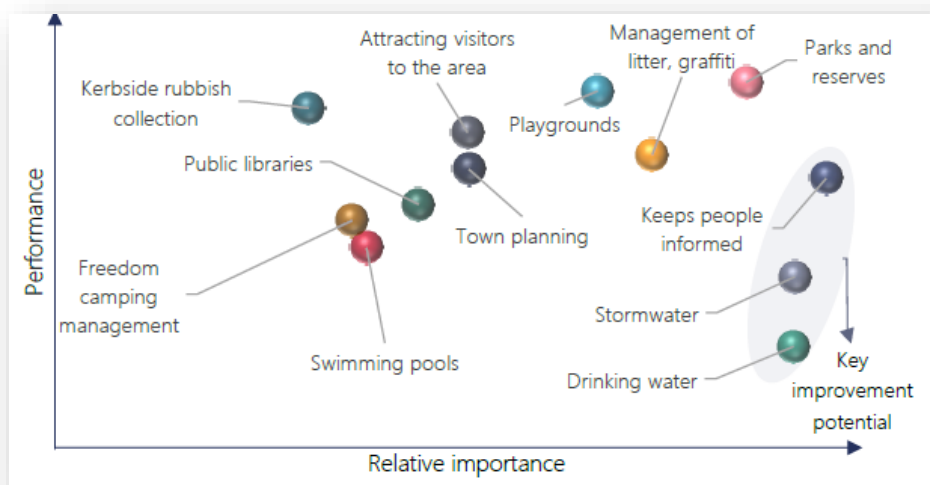 Attracting visitors
to the area
Management of
litter, graffiti
Parks and
reserves
Kerbside rubbish
collection
Playgrounds
Public libraries
Town planning
Keeps people
informed
Freedom
camping
management
Stormwater
Swimming pools
Drinking water
Key
improvement
potential
Performance
Relative importance